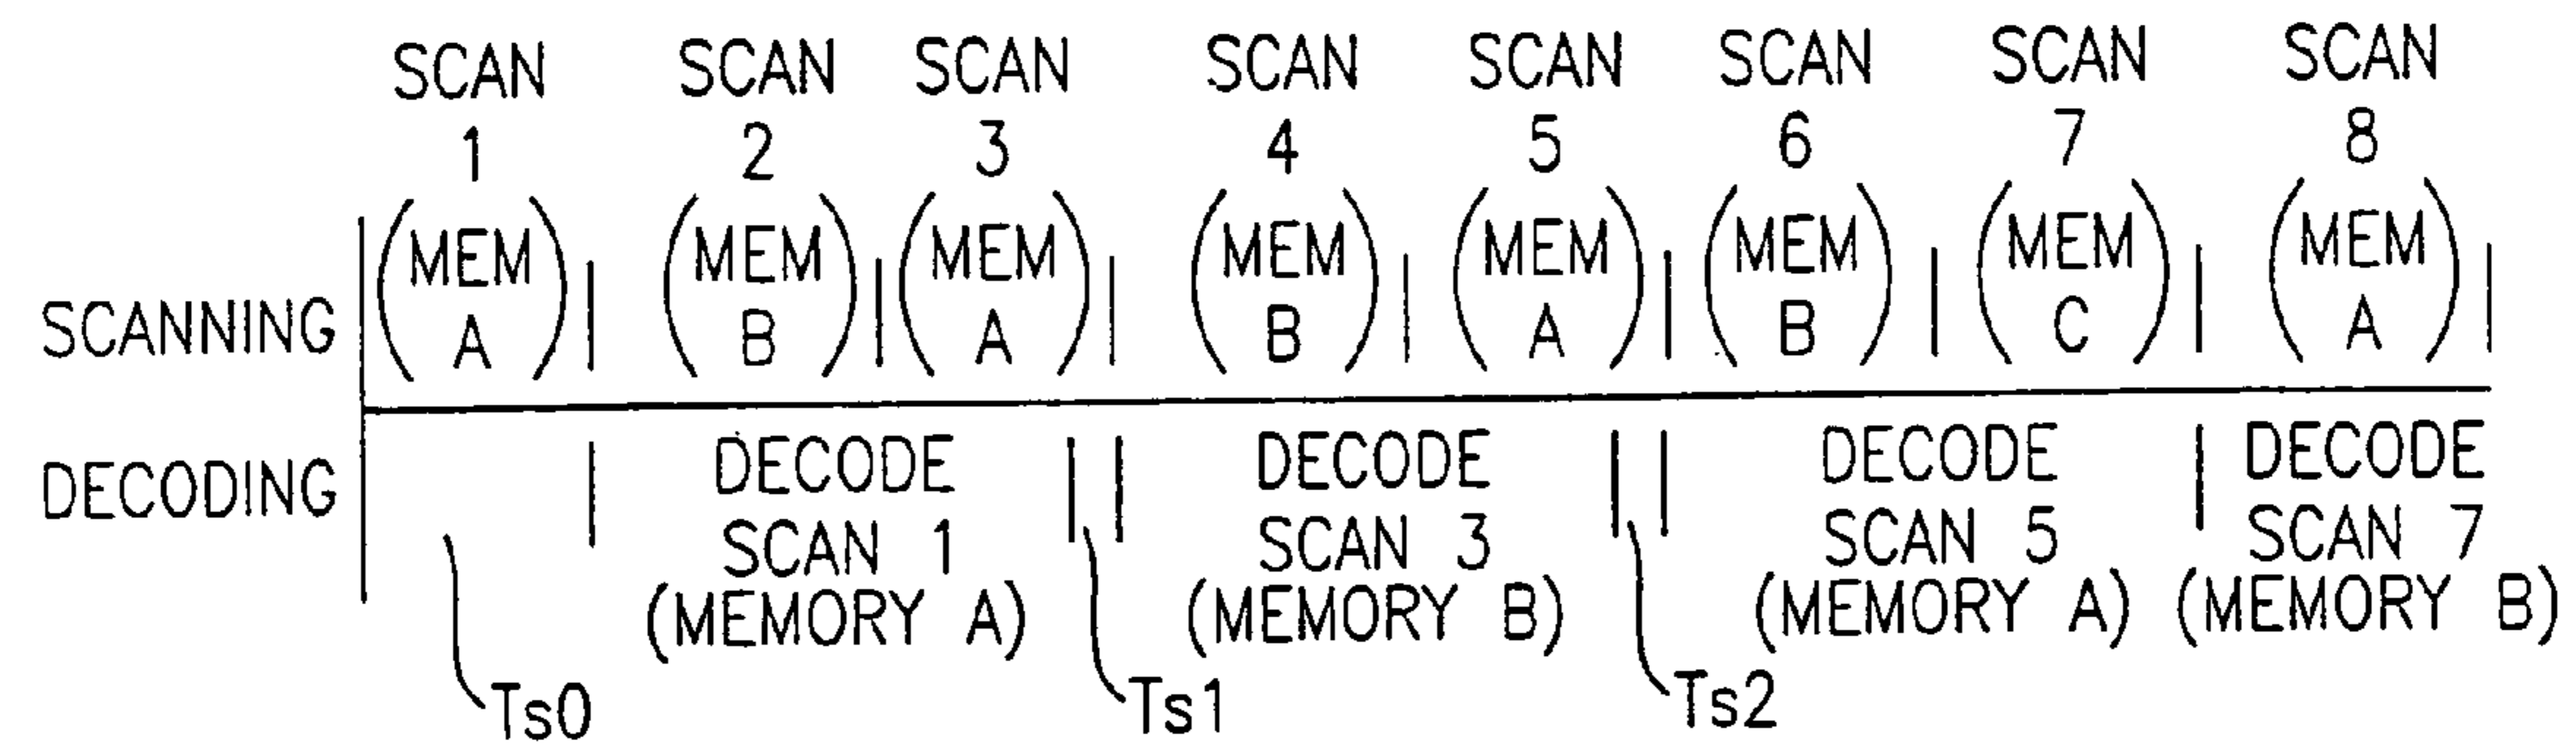 SCAN SCAN SCAN SCAN SCAN SCAN SCAN SCAN
1 2 3 4 5 6 7 8
(MEM (MEM (MEM (MEM (MEM (MEM (MEM (MEM
A) B) A) B) A) B) C) A)
SCANNING
DECODING
DECODE
SCAN 1
(MEMORY A)
DECODE
SCAN 3
(MEMORY B)
DECODE
SCAN 5
(MEMORY A)
DECODE
SCAN 7
(MEMORY B)
Ts0 Ts1 Ts2